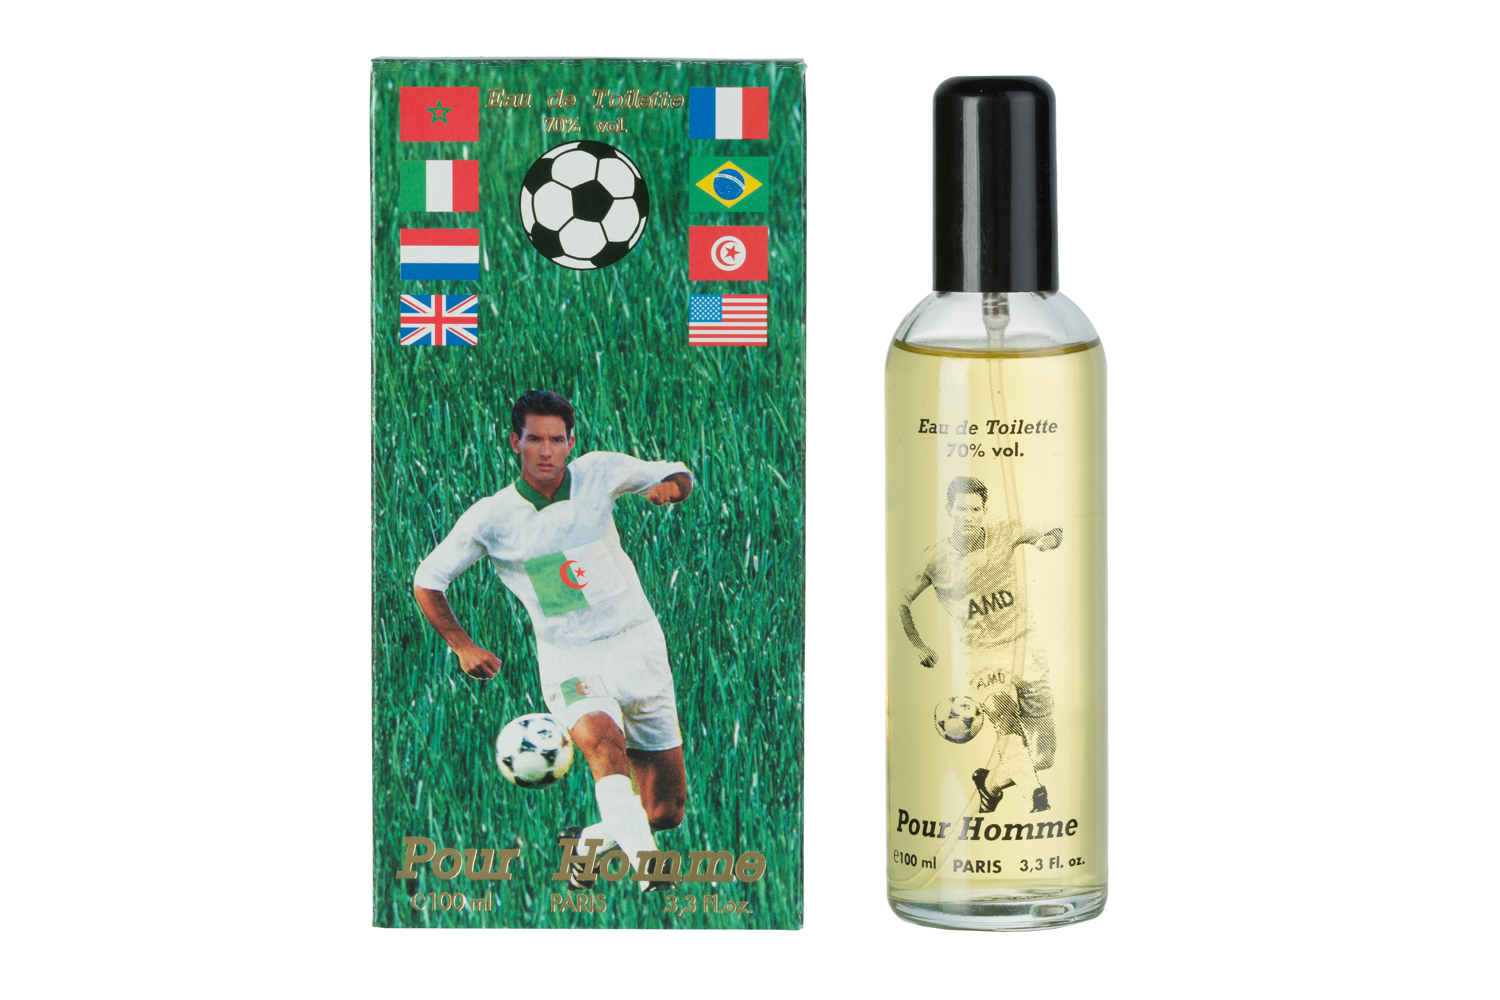 Eau de Toilette
70% vol.
Pour Homme
℮100 ml PARIS 3,3 Fl.oz.
Eau de Toilette
70% vol.
AMD
AMD
Pour Homme
℮100 ml PARIS 3,3 Fl. oz.